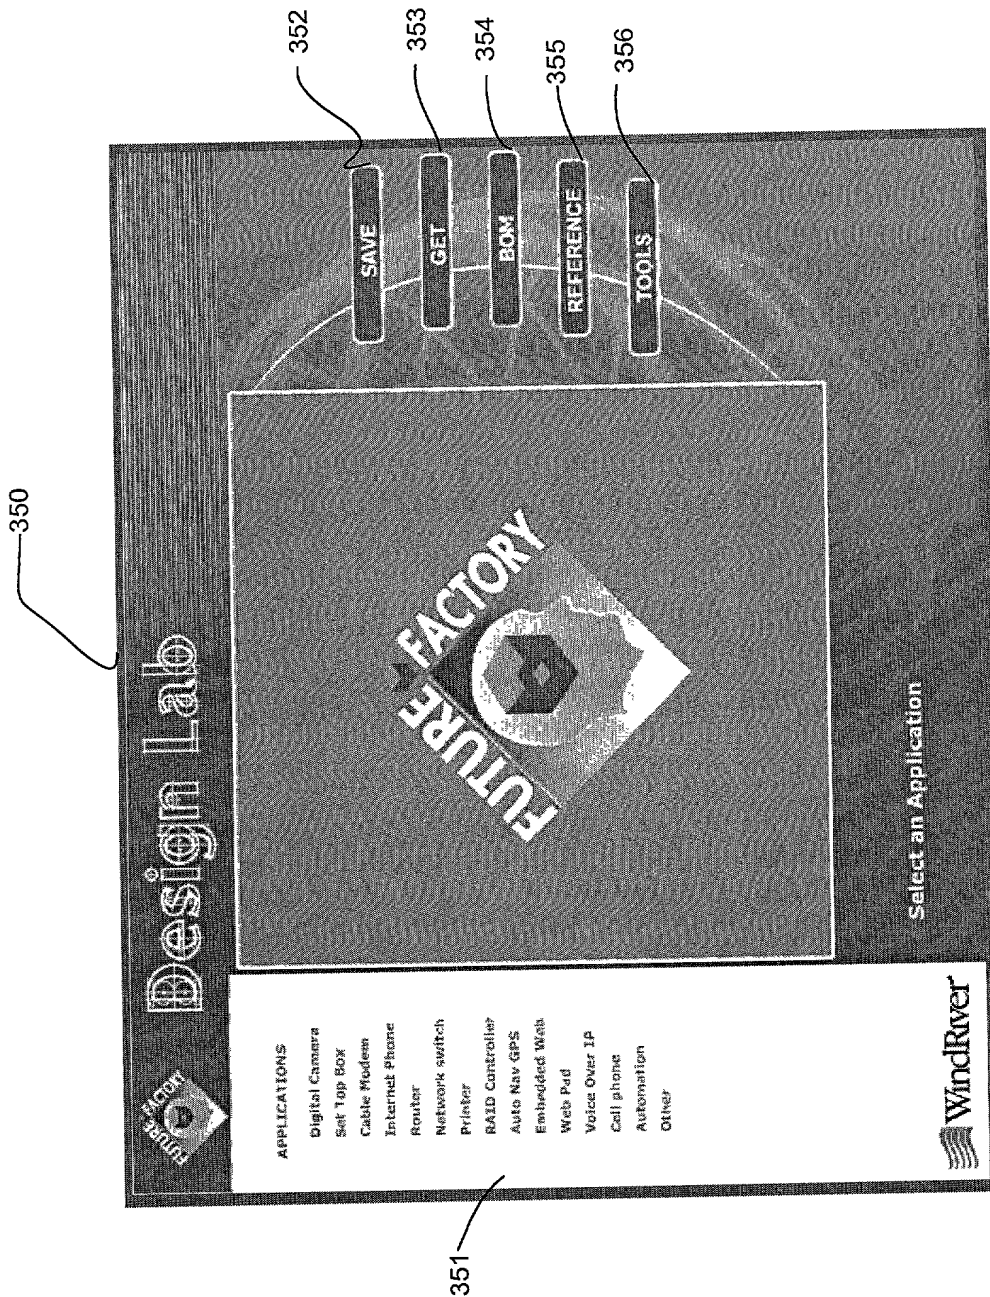 350
FUTURE FACTORY
Design Lab
APPLICATIONS
Digital Camera
Set Top Box
Cable Modem
Internet Phone
Router
Network switch
Printer
RAID Controller
Auto Nav GPS
Embedded Web
Web Pad
Voice Over IP
Cell phone
Automation
Other
351
FUTURE FACTORY
SAVE
352
GET
353
BOM
354
REFERENCE
355
TOOLS
356
Select an Application
WindRiver